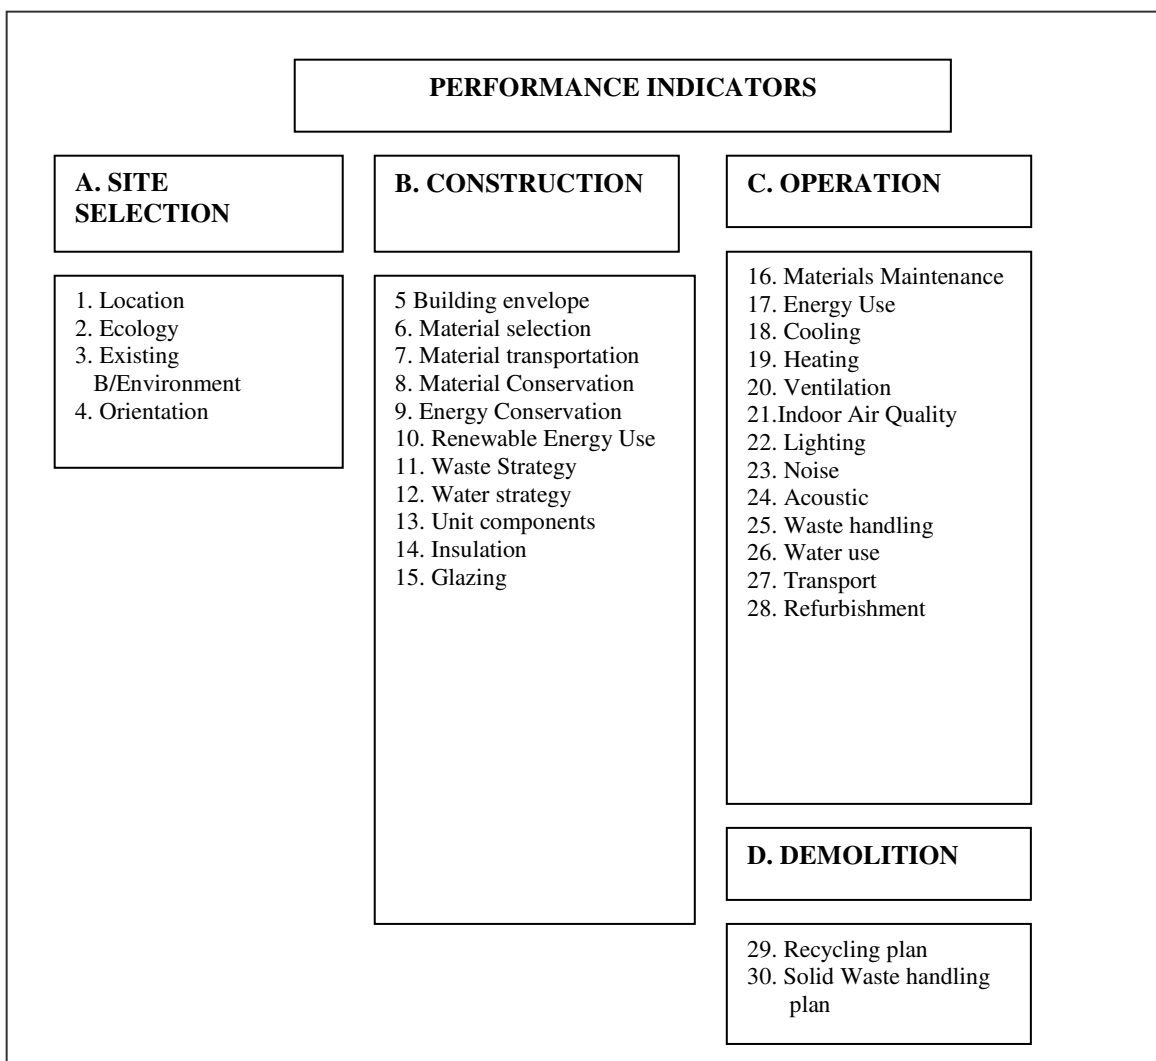 PERFORMANCE INDICATORS
A. SITE
SELECTION
1. Location
2. Ecology
3. Existing
B/Environment
4. Orientation
B. CONSTRUCTION
5 Building envelope
6. Material selection
7. Material transportation
8. Material Conservation
9. Energy Conservation
10. Renewable Energy Use
11. Waste Strategy
12. Water strategy
13. Unit components
14. Insulation
15. Glazing
C. OPERATION
16. Materials Maintenance
17. Energy Use
18. Cooling
19. Heating
20. Ventilation
21.Indoor Air Quality
22. Lighting
23. Noise
24. Acoustic
25. Waste handling
26. Water use
27. Transport
28. Refurbishment
D. DEMOLITION
29. Recycling plan
30. Solid Waste handling
plan